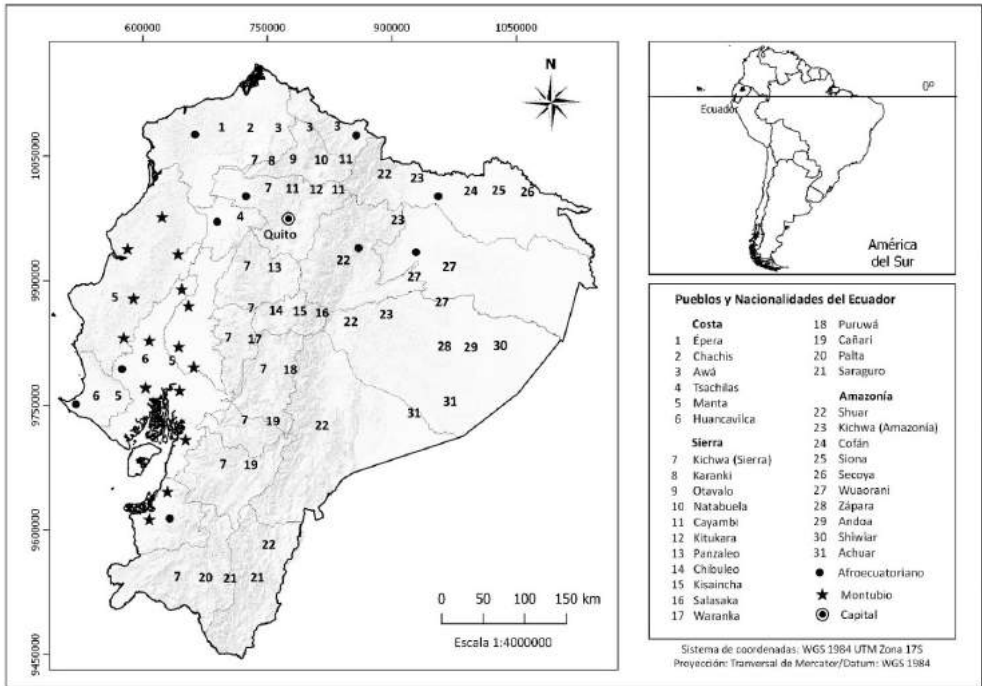 600000 750000 900000 1050000
N
10050000
9900000
9750000
9600000
9450000
1 2 3 3 3
7 8 9 10 11
22 23 24 25 26
7 11 12 11
4 23
Quito
22
7 13 27 27
5 27
7 14 15 16 22 23
7 17 28 29 30
6 5
7 18
6 5 31 31
7 19 22
7 19
22
7 20 21 21
0 50 100 150 km
Escala 1:4000000
Ecuador
0º
América
del Sur
Pueblos y Nacionalidades del Ecuador
Costa
1 Épera
2 Chachis
3 Awá
4 Tsachilas
5 Manta
6 Huancavilca
Sierra
7 Kichwa (Sierra)
8 Karanki
9 Otavalo
10 Natabuela
11 Cayambi
12 Kitukara
13 Panzaleo
14 Chibuleo
15 Kisaincha
16 Salasaka
17 Waranka
18 Puruwá
19 Cañari
20 Palta
21 Saraguro
Amazonía
22 Shuar
23 Kichwa (Amazonía)
24 Cofán
25 Siona
26 Secoya
27 Wuaorani
28 Zápara
29 Andoa
30 Shiwiar
31 Achuar
Afroecuatoriano
Montubio
Capital
Sistema de coordenadas: WGS 1984 UTM Zona 17S
Proyección: Tranversal de Mercator/Datum: WGS 1984